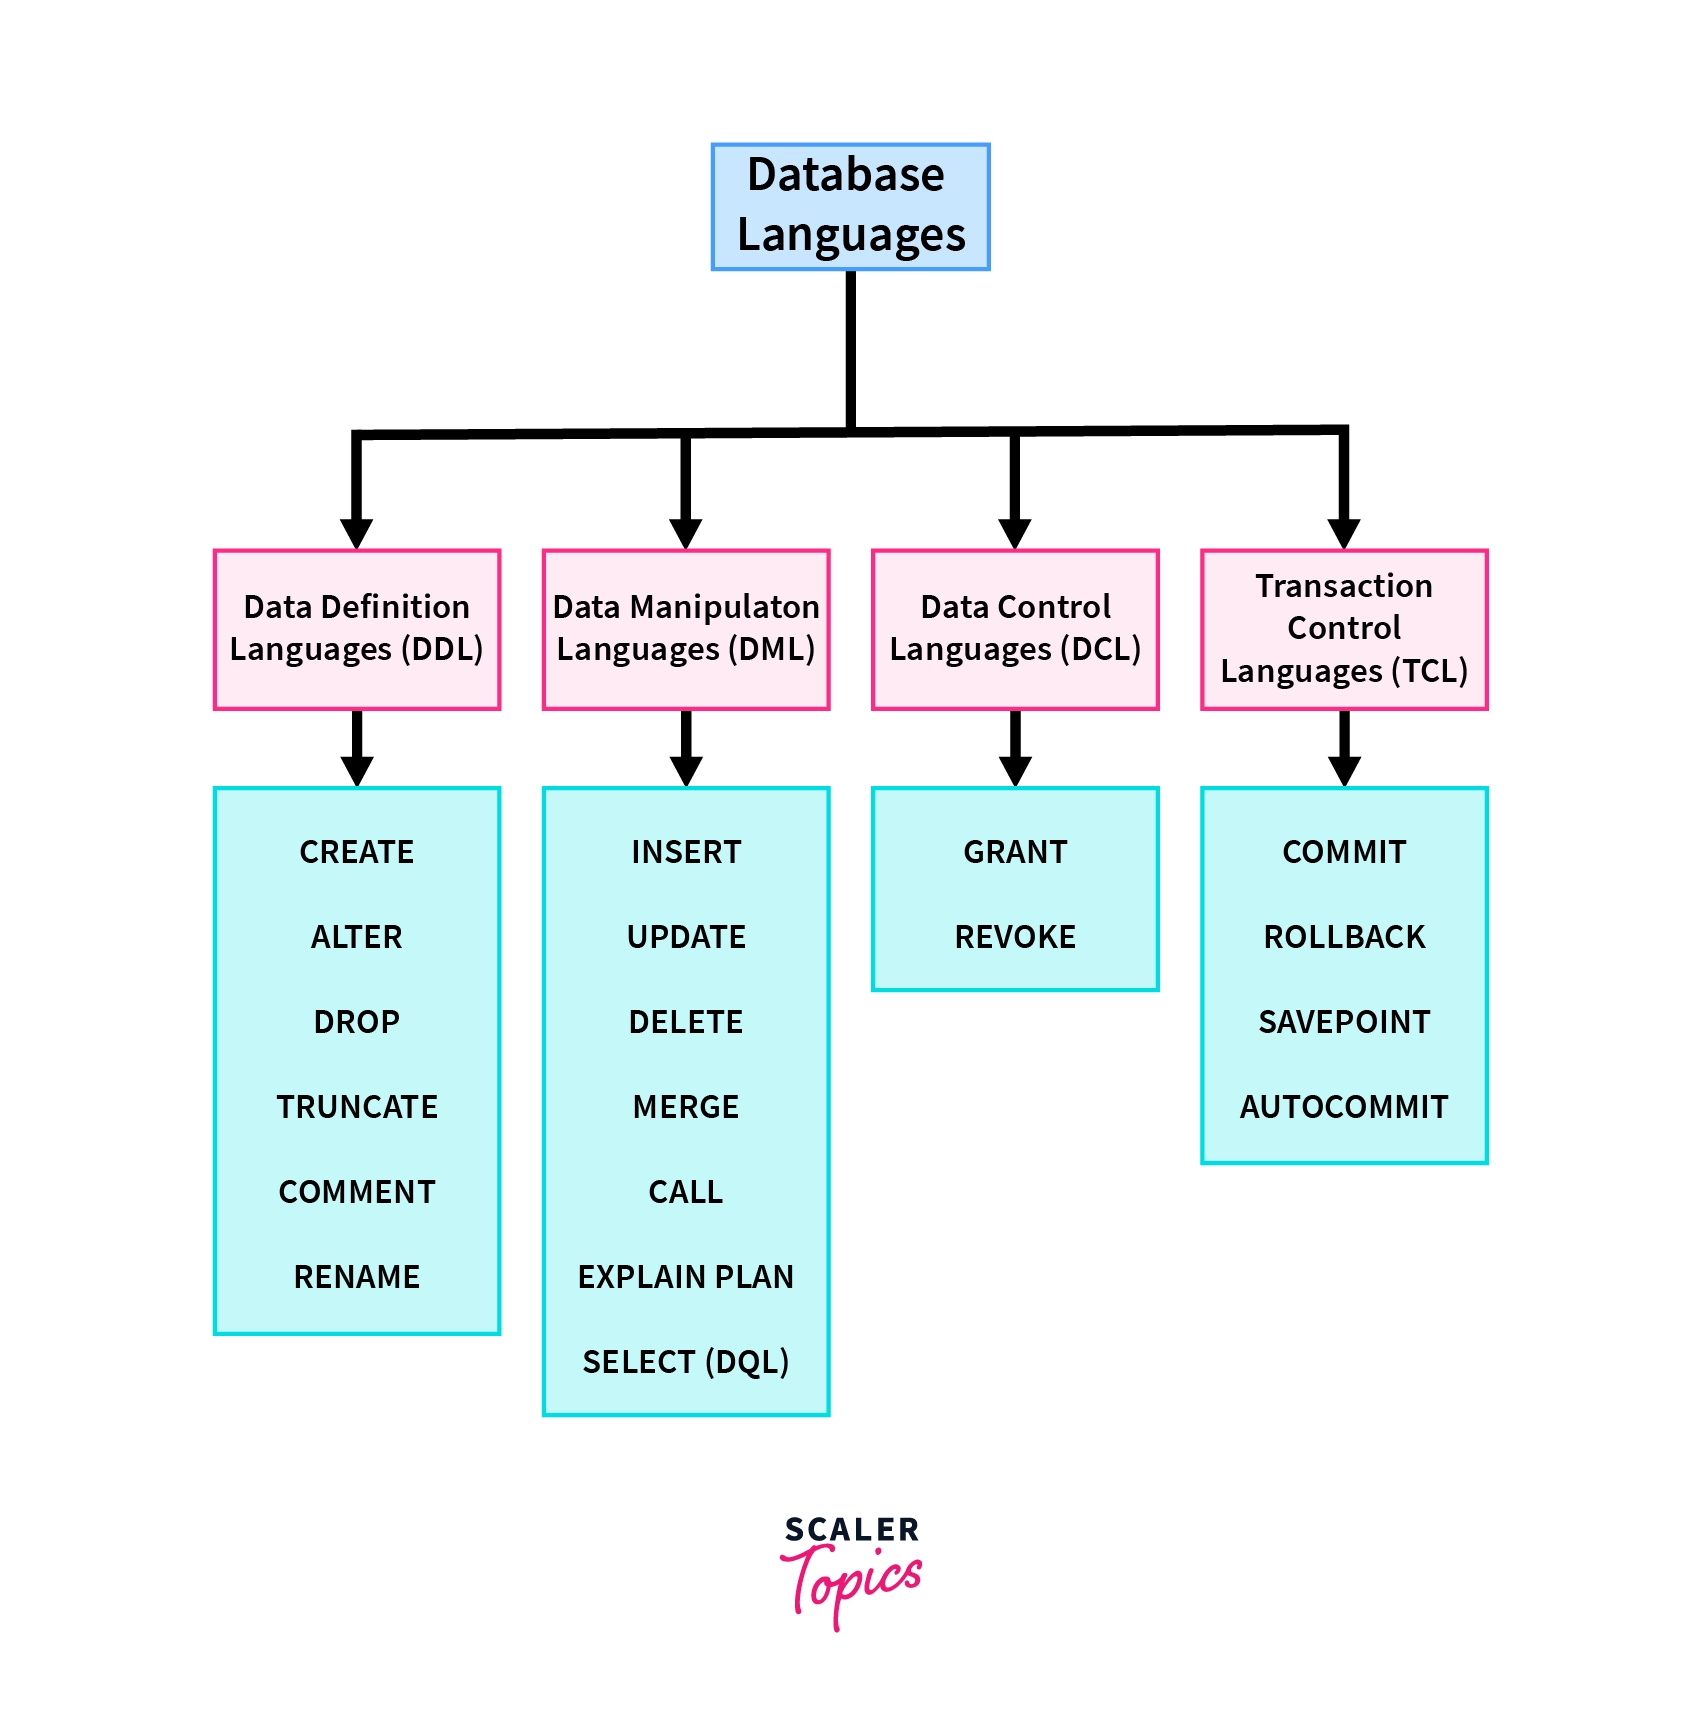 Database
Languages
Data Definition
Languages (DDL)
Data Manipulaton
Languages (DML)
Data Control
Languages (DCL)
Transaction
Control
Languages (TCL)
CREATE
ALTER
DROP
TRUNCATE
COMMENT
RENAME
INSERT
UPDATE
DELETE
MERGE
CALL
EXPLAIN PLAN
SELECT (DQL)
GRANT
REVOKE
COMMIT
ROLLBACK
SAVEPOINT
AUTOCOMMIT
SCALER
Topics